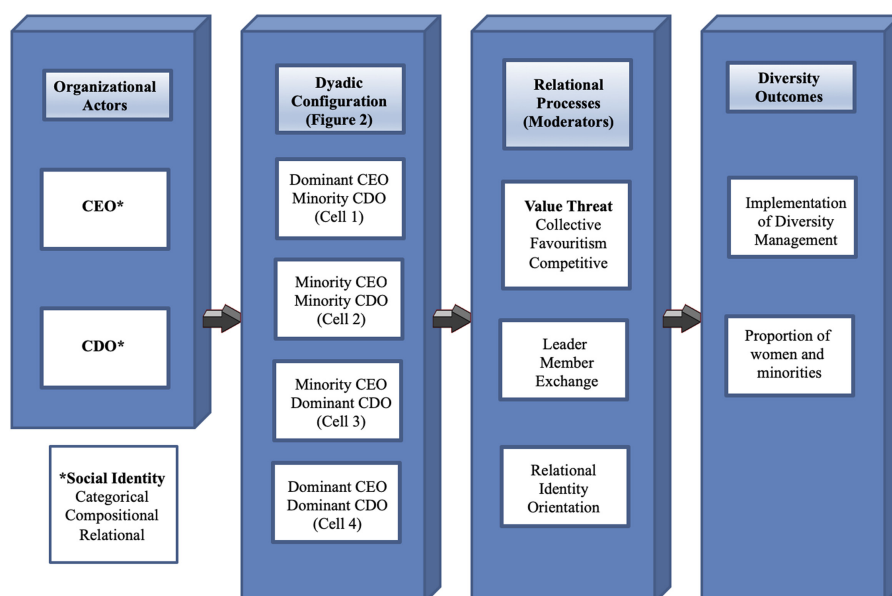 Organizational
Actors
CEO*
CDO*
*Social Identity
Categorical
Compositional
Relational
Dyadic
Configuration
(Figure 2)
Dominant CEO
Minority CDO
(Cell 1)
Minority CEO
Minority CDO
(Cell 2)
Minority CEO
Dominant CDO
(Cell 3)
Dominant CEO
Dominant CDO
(Cell 4)
Relational
Processes
(Moderators)
Value Threat
Collective
Favouritism
Competitive
Leader
Member
Exchange
Relational
Identity
Orientation
Diversity
Outcomes
Implementation
of Diversity
Management
Proportion of
women and
minorities